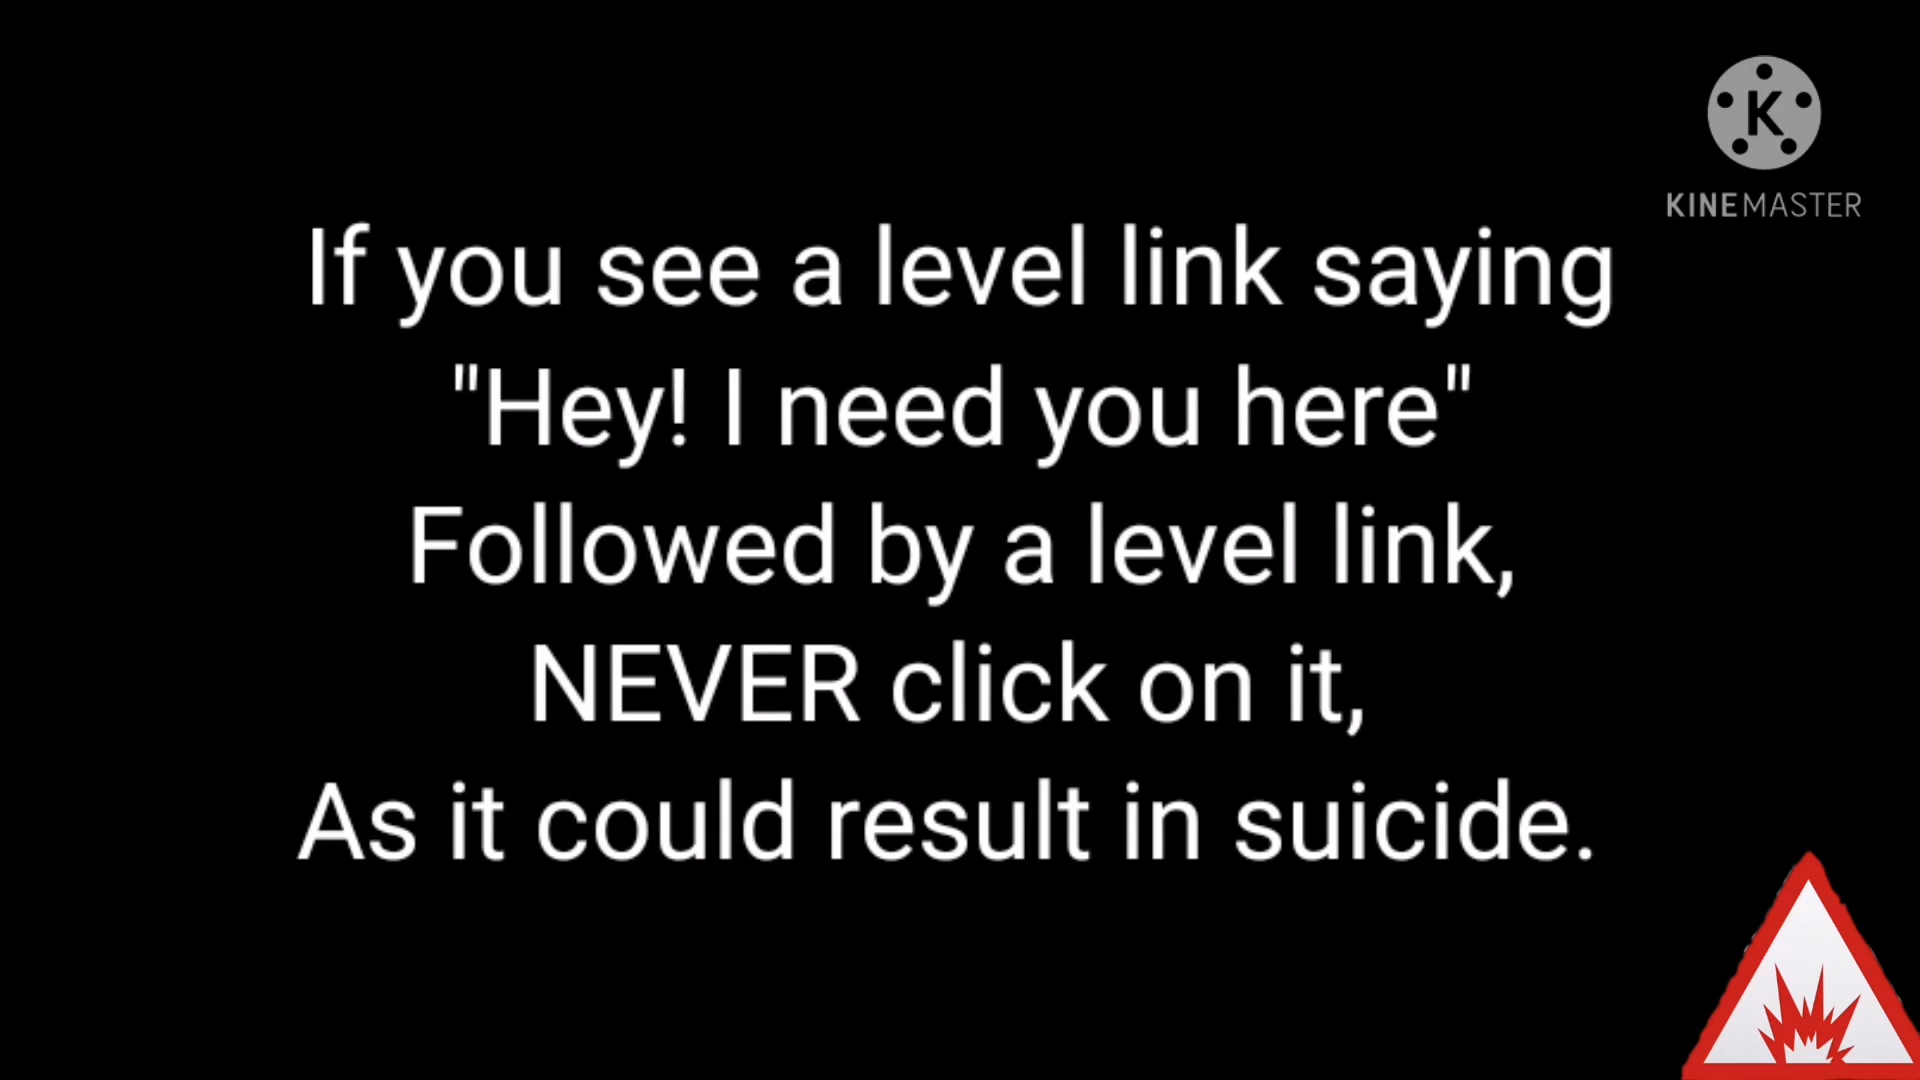 K
KINEMASTER
If you see a level link saying
"Hey! I need you here"
Followed by a level link,
NEVER click on it,
As it could result in suicide.